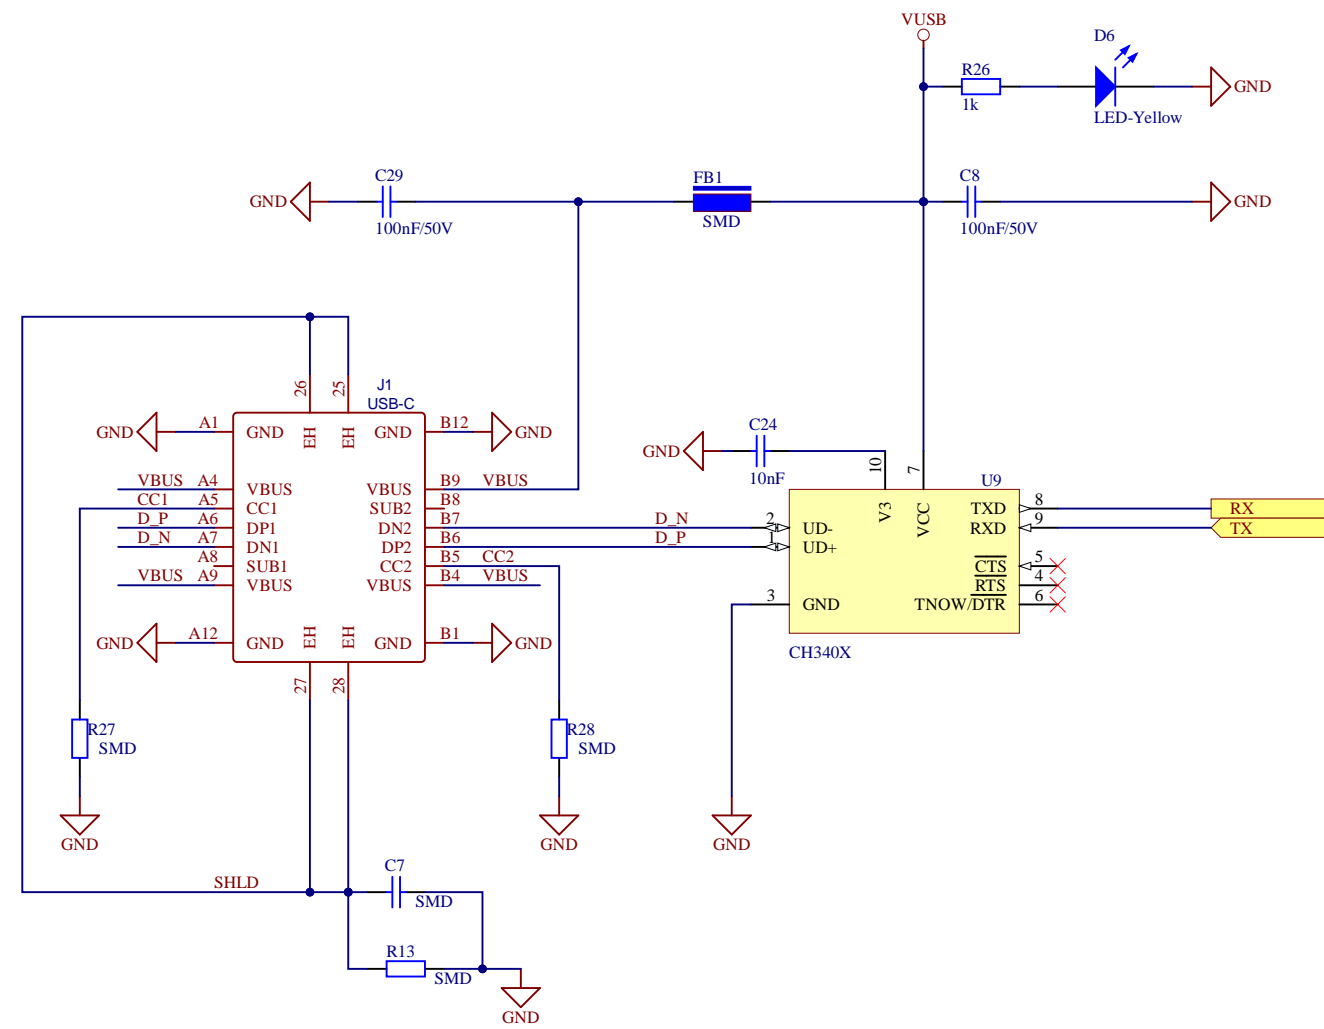 VUSB
D6
R26
1k
GND
LED-Yellow
C29
FB1
C8
GND
GND
100nF/50V
SMD
100nF/50V
26
25
J1
USB-C
GND
A1
GND
EH
EH
GND
B12
GND
C24
GND
10nF
10
7
U9
VBUS
A4
VBUS
VBUS
B9
VBUS
CC1
A5
CC1
SUB2
B8
V3
VCC
TXD
8
RX
D_P
A6
DP1
DN2
B7
D_N
2
UD-
RXD
9
TX
D_N
A7
DN1
DP2
B6
D_P
1
UD+
A8
SUB1
CC2
B5
CC2
CTS
5
VBUS
A9
VBUS
VBUS
B4
VBUS
RTS
4
3
GND
TNOW/DTR
6
GND
A12
GND
EH
EH
GND
B1
GND
CH340X
27
28
R27
SMD
R28
SMD
GND
GND
GND
SHLD
C7
SMD
R13
SMD
GND